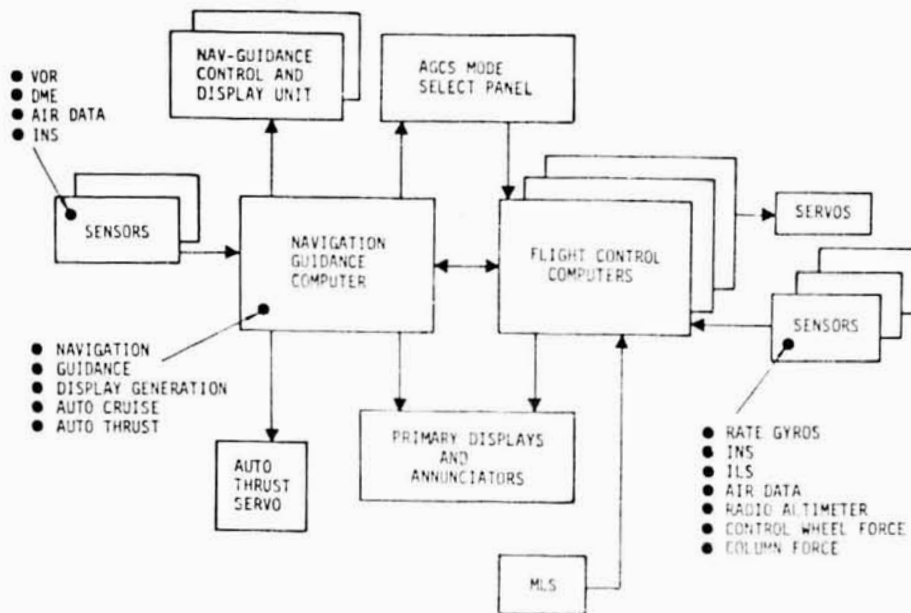 NAV-GUIDANCE
CONTROL AND
DISPLAY UNIT
AGCS MODE
SELECT PANEL
● VOR
● DME
● AIR DATA
● INS
SENSORS
NAVIGATION
GUIDANCE
COMPUTER
FLIGHT CONTROL
COMPUTERS
SERVOS
SENSORS
● NAVIGATION
● GUIDANCE
● DISPLAY GENERATION
● AUTO CRUISE
● AUTO THRUST
AUTO
THRUST
SERVO
PRIMARY DISPLAYS
AND
ANNUNCIATORS
● RATE GYROS
● INS
● ILS
● AIR DATA
● RADIO ALTIMETER
● CONTROL WHEEL FORCE
● COLUMN FORCE
MLS